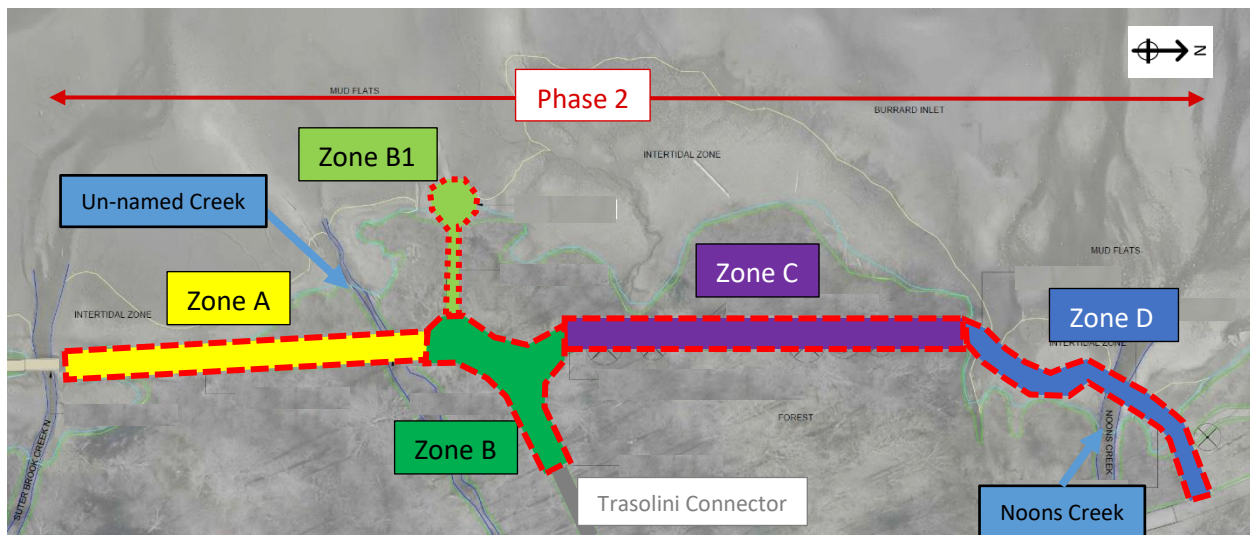 N
MUD FLATS
Phase 2
BURRARD INLET
Zone B1
INTERTIDAL ZONE
Un-named Creek
MUD FLATS
Zone C
Zone A
Zone D
INTERTIDAL ZONE
INTERTIDAL ZONE
FOREST
NOONS CREEK
Zone B
SUTER BROOK CREEK N
Trasolini Connector
Noons Creek